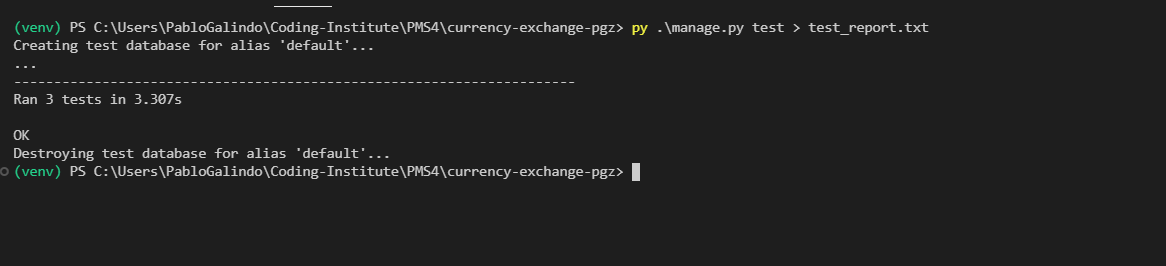 (venv) PS C:\Users\PabloGalindo\Coding-Institute\PMS4\currency-exchange-pgz> py .\manage.py test > test_report.txt
Creating test database for alias 'default'...
...
----------------------------------------------------------------------
Ran 3 tests in 3.307s
OK
Destroying test database for alias 'default'...
(venv) PS C:\Users\PabloGalindo\Coding-Institute\PMS4\currency-exchange-pgz>